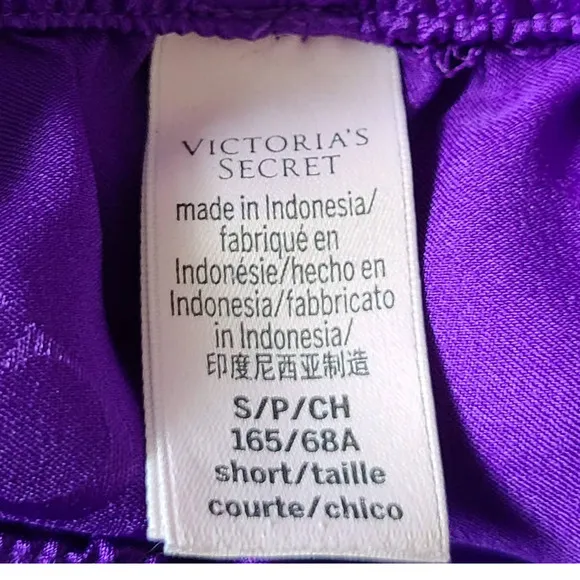 VICTORIA'S
SECRET
made in Indonesia/
fabriqué en
Indonésie/hecho en
Indonesia/fabbricato
in Indonesia/
印度尼西亚制造
S/P/CH
165/68A
short/taille
courte/chico